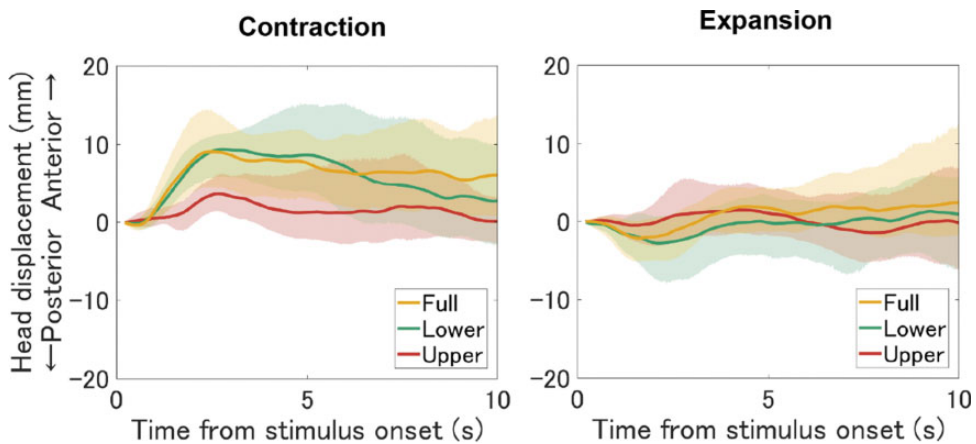 Contraction
Expansion
Head displacement (mm)
←Posterior Anterior→
20
10
0
−10
−20
Full
Lower
Upper
0
5
10
Time from stimulus onset (s)
20
10
0
−10
−20
Full
Lower
Upper
0
5
10
Time from stimulus onset (s)